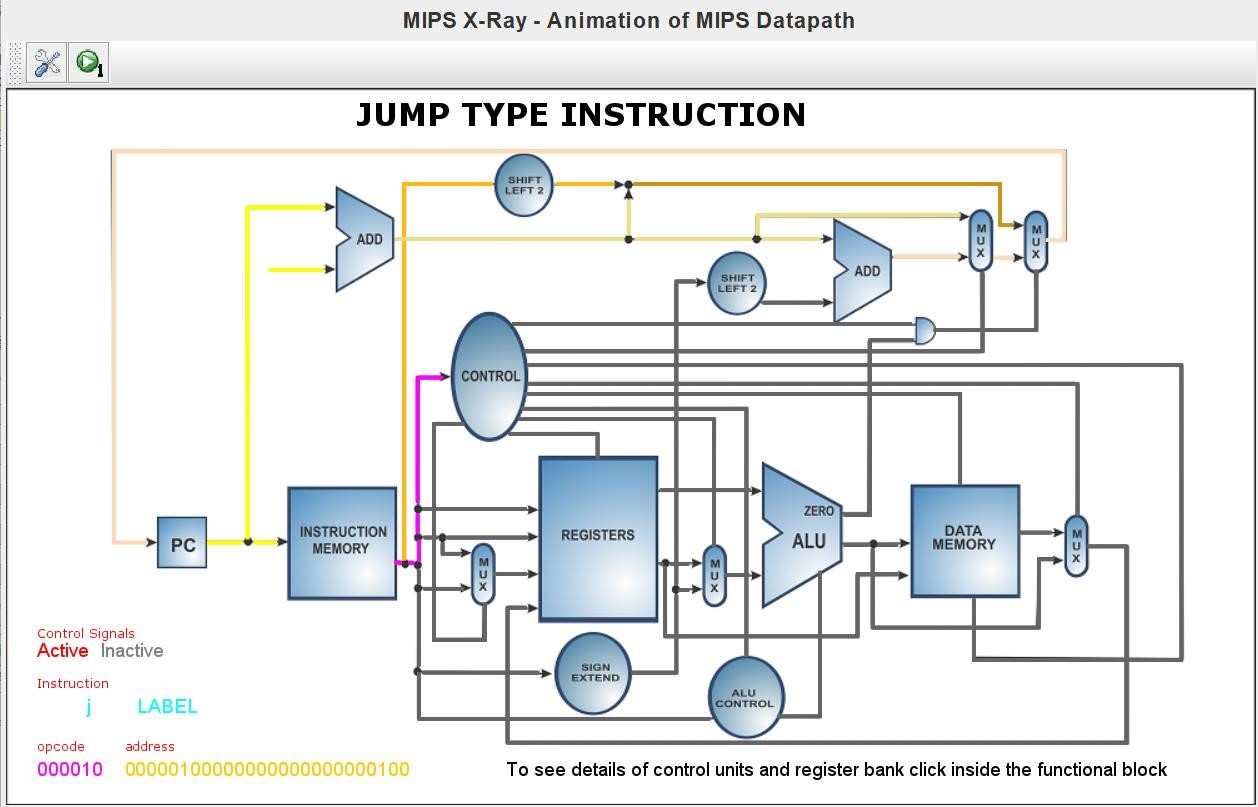 MIPS X-Ray - Animation of MIPS Datapath
1
JUMP TYPE INSTRUCTION
SHIFT
LEFT 2
ADD
MUX
MUX
SHIFT
LEFT 2
ADD
CONTROL
PC
INSTRUCTION
MEMORY
MUX
REGISTERS
MUX
ZERO
ALU
DATA
MEMORY
MUX
SIGN
EXTEND
ALU
CONTROL
Control Signals
Active Inactive
Instruction
j LABEL
opcode address
000010 00000100000000000000000100
To see details of control units and register bank click inside the functional block